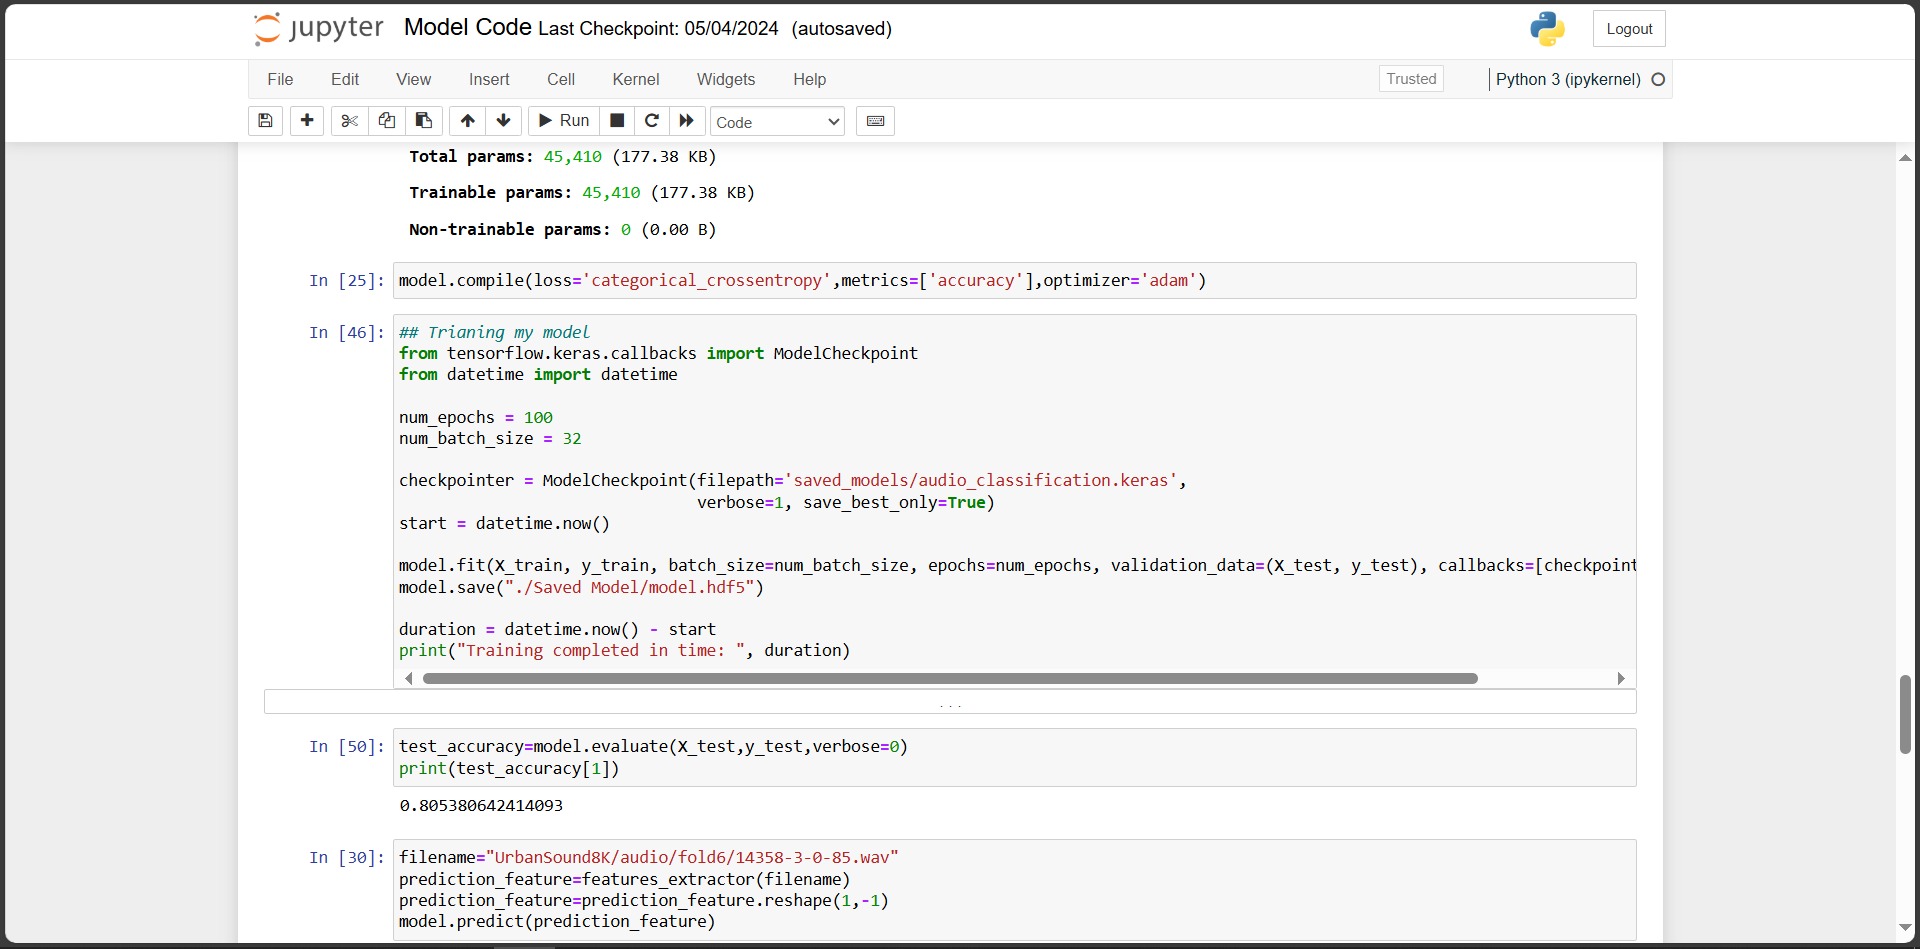 jupyter Model Code Last Checkpoint: 05/04/2024 (autosaved) Logout
File Edit View Insert Cell Kernel Widgets Help Trusted Python 3 (ipykernel)
Run Code
Total params: 45,410 (177.38 KB)
Trainable params: 45,410 (177.38 KB)
Non-trainable params: 0 (0.00 B)
In [25]: model.compile(loss='categorical_crossentropy',metrics=['accuracy'],optimizer='adam')
In [46]: ## Trianing my model
from tensorflow.keras.callbacks import ModelCheckpoint
from datetime import datetime
num_epochs = 100
num_batch_size = 32
checkpointer = ModelCheckpoint(filepath='saved_models/audio_classification.keras',
verbose=1, save_best_only=True)
start = datetime.now()
model.fit(X_train, y_train, batch_size=num_batch_size, epochs=num_epochs, validation_data=(X_test, y_test), callbacks=[checkpoint
model.save("./Saved Model/model.hdf5")
duration = datetime.now() - start
print("Training completed in time: ", duration)
...
In [50]: test_accuracy=model.evaluate(X_test,y_test,verbose=0)
print(test_accuracy[1])
0.805380642414093
In [30]: filename="UrbanSound8K/audio/fold6/14358-3-0-85.wav"
prediction_feature=features_extractor(filename)
prediction_feature=prediction_feature.reshape(1,-1)
model.predict(prediction_feature)